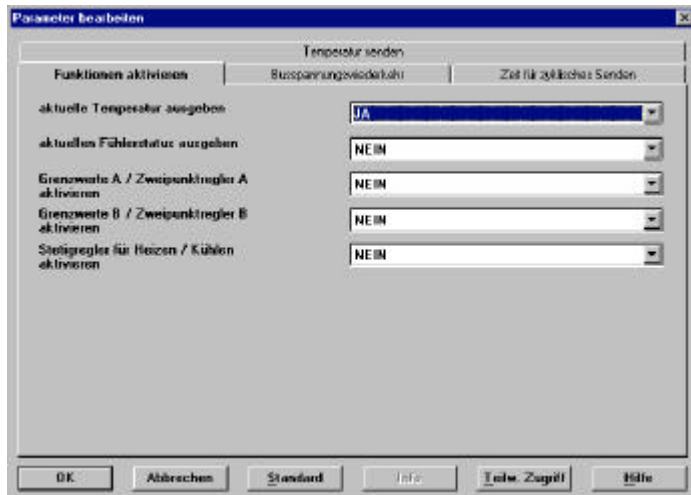 Parameter bearbeiten
Temperatur senden
Funktionen aktivieren
Busspannungswiederkehr
Zeit für zyklisches Senden
aktuelle Temperatur ausgeben
JA
aktuellen Fühlerstatus ausgeben
NEIN
Grenzwerte A / Zweipunktregler A
aktivieren
NEIN
Grenzwerte B / Zweipunktregler B
aktivieren
NEIN
Stetigregler für Heizen / Kühlen
aktivieren
NEIN
OK
Abbrechen
Standard
Info
Teilw. Zugriff
Hilfe